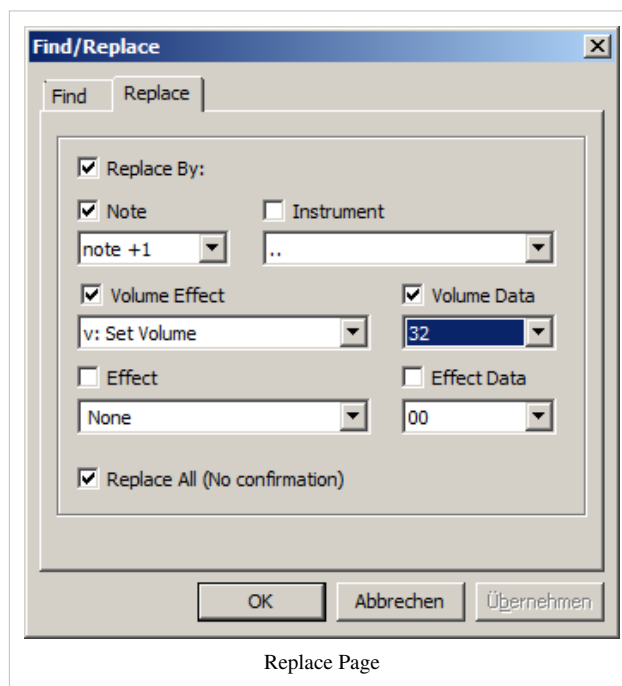 Find/Replace
Find Replace
Replace By:
Note Instrument
note +1 ..
Volume Effect Volume Data
v: Set Volume 32
Effect Effect Data
None 00
Replace All (No confirmation)
OK Abbrechen Übernehmen
Replace Page